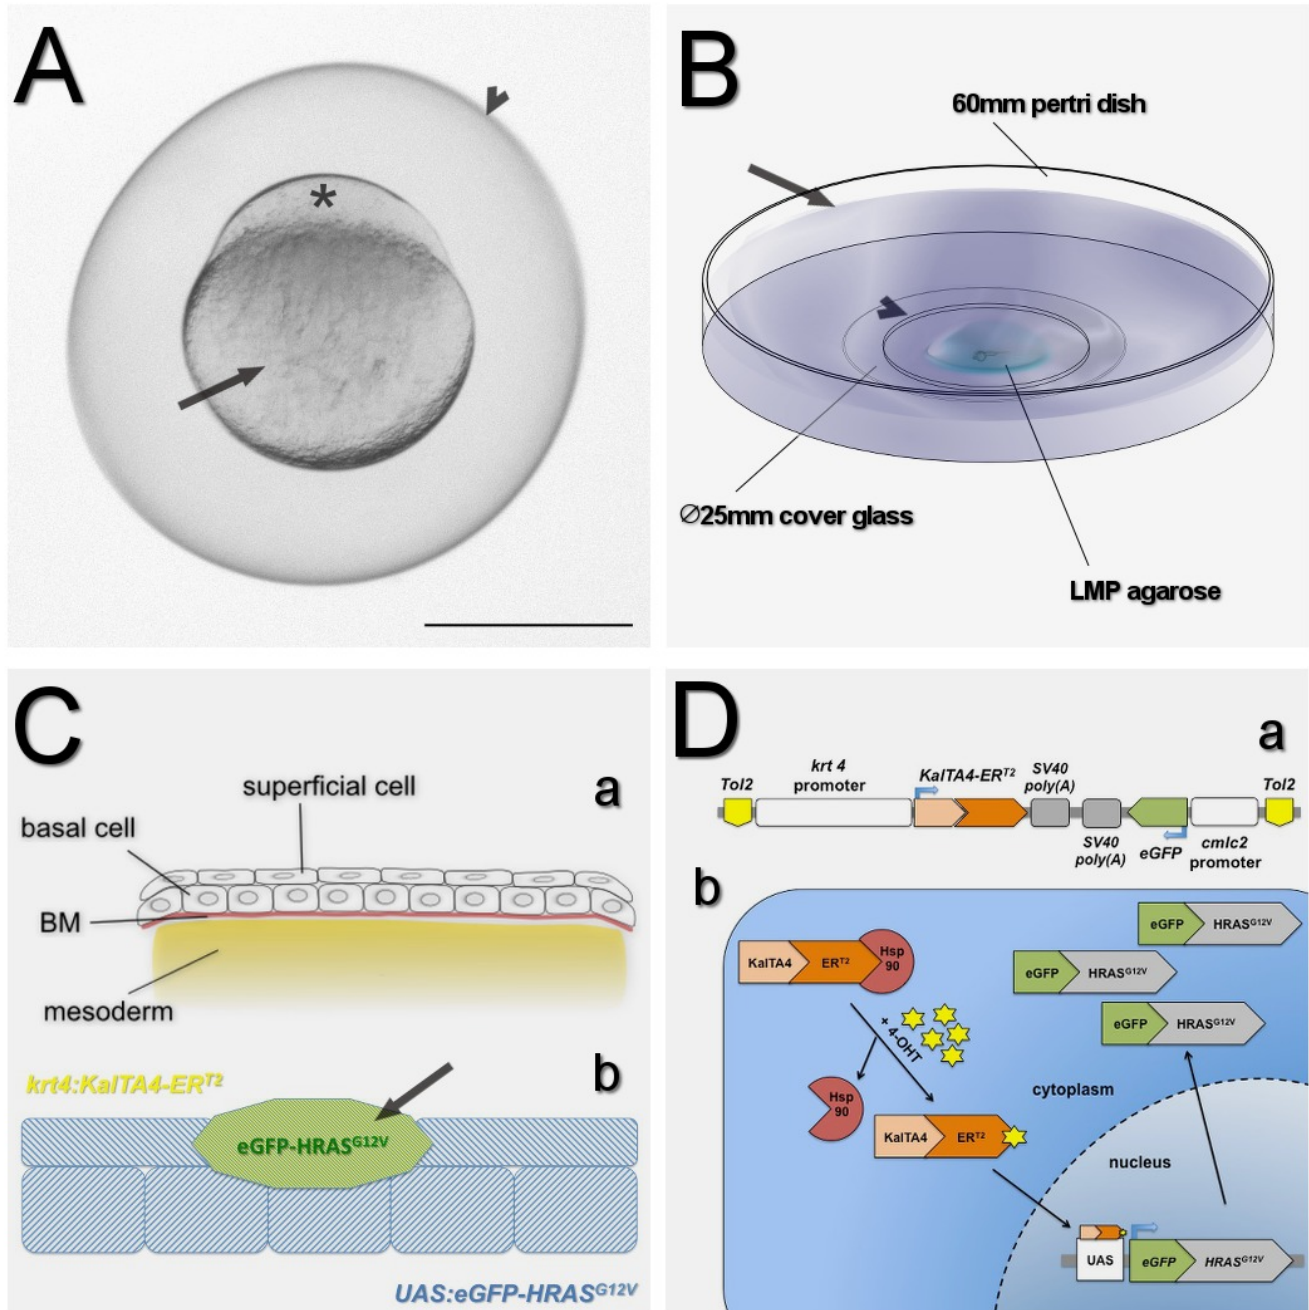 A
*
B
60mm pertri dish
∅25mm cover glass
LMP agarose
C
a
superficial cell
basal cell
BM
mesoderm
b
krt4:KalTA4-ERT2
eGFP-HRASG12V
UAS:eGFP-HRASG12V
D
a
Tol2
krt 4
promoter
KalTA4-ERT2
SV40
poly(A)
Tol2
SV40
poly(A)
eGFP
cmlc2
promoter
b
KalTA4
ERT2
Hsp
90
eGFP
HRASG12V
eGFP
HRASG12V
eGFP
HRASG12V
+ 4-OHT
Hsp
90
cytoplasm
KalTA4
ERT2
nucleus
UAS
eGFP
HRASG12V